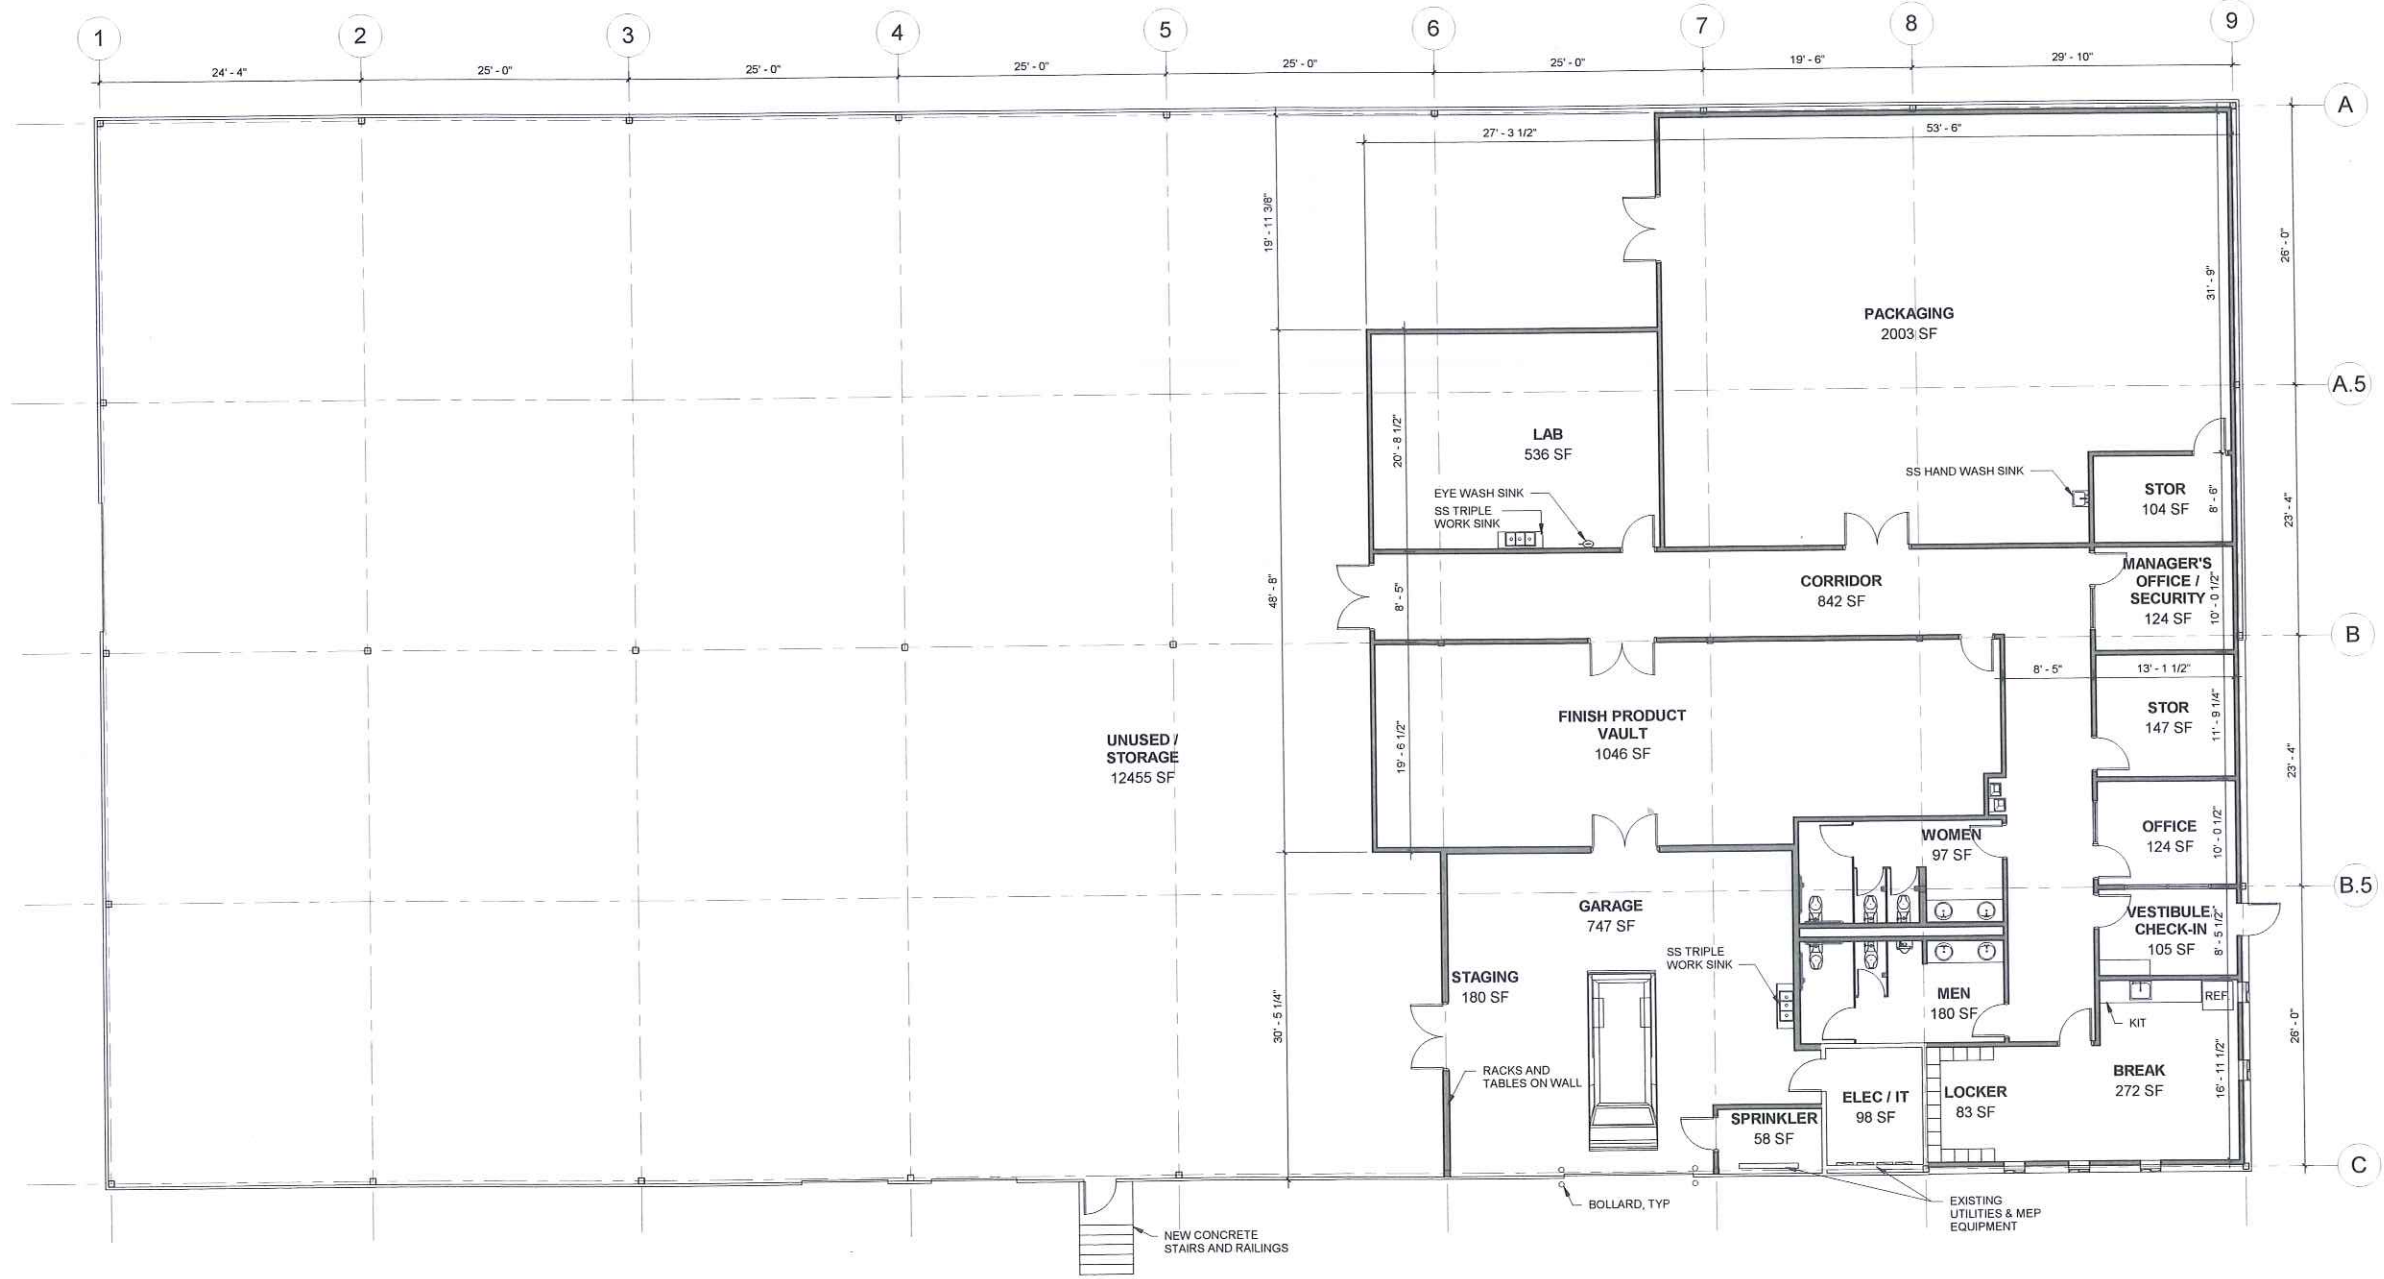 1
2
3
4
5
6
7
8
9
24' - 4"
25' - 0"
25' - 0"
25' - 0"
25' - 0"
25' - 0"
19' - 6"
29' - 10"
A
27' - 3 1/2"
53' - 6"
19' - 11 3/8"
26' - 0"
31' - 9"
PACKAGING
2003 SF
A.5
LAB
536 SF
20' - 8 1/2"
EYE WASH SINK
SS TRIPLE
WORK SINK
SS HAND WASH SINK
STOR
104 SF
8' - 6"
23' - 4"
CORRIDOR
842 SF
MANAGER'S
OFFICE /
SECURITY
124 SF
10' - 0 1/2"
48' - 8"
8' - 5"
B
8' - 5"
13' - 1 1/2"
FINISH PRODUCT
VAULT
1046 SF
19' - 6 1/2"
STOR
147 SF
11' - 9 1/4"
23' - 4"
UNUSED /
STORAGE
12455 SF
WOMEN
97 SF
OFFICE
124 SF
10' - 0 1/2"
B.5
GARAGE
747 SF
VESTIBULE
CHECK-IN
105 SF
8' - 5 1/2"
SS TRIPLE
WORK SINK
STAGING
180 SF
MEN
180 SF
REF.
KIT
30' - 5 1/4"
26' - 0"
RACKS AND
TABLES ON WALL
ELEC / IT
98 SF
LOCKER
83 SF
BREAK
272 SF
16' - 11 1/2"
SPRINKLER
58 SF
C
BOLLARD, TYP
EXISTING
UTILITIES & MEP
EQUIPMENT
NEW CONCRETE
STAIRS AND RAILINGS